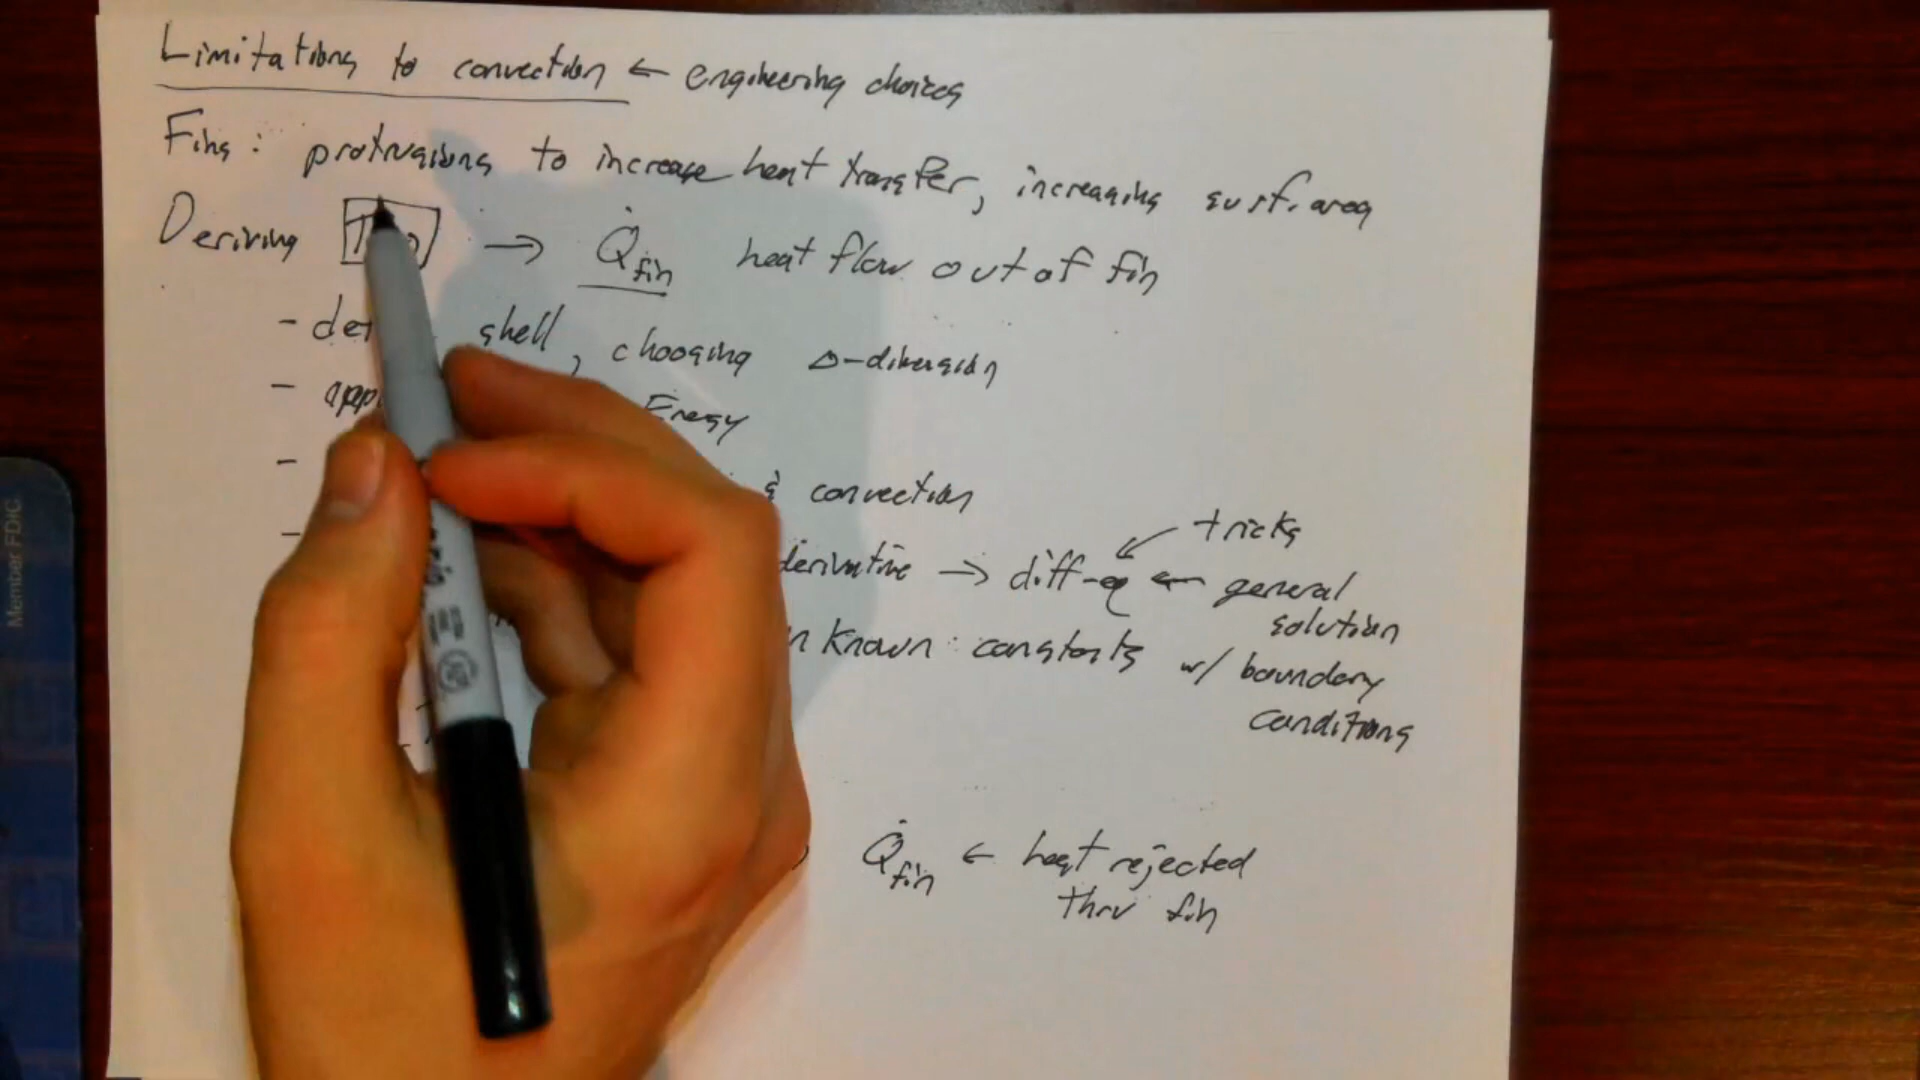 Limitations to convection ← engineering choices
Fins: protrusions to increase heat transfer, increasing surf. area
Deriving → Q̇fin heat flow out of fin
- shell, choosing Δ-dimension
- Energy
- & convection
- derivative → diff-eq ← general solution
tricks
known: constants w/ boundary conditions
Q̇fin ← heat rejected
thru fin
Member FDIC